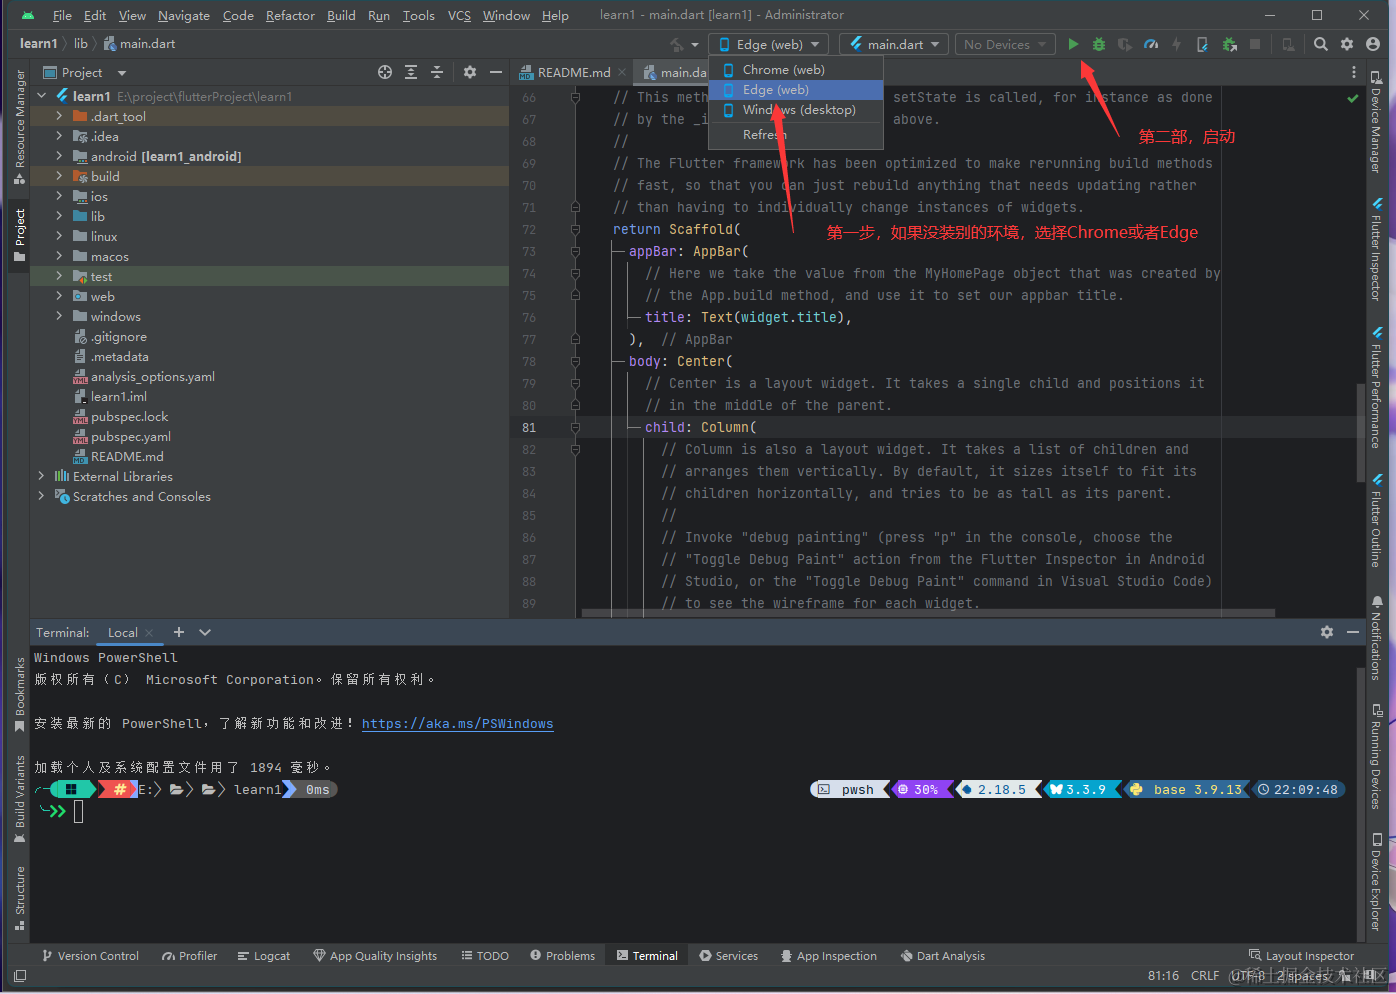 File Edit View Navigate Code Refactor Build Run Tools VCS Window Help learn1 - main.dart [learn1] - Administrator
learn1 lib main.dart Edge (web) main.dart No Devices
Project README.md main.da
Chrome (web)
Edge (web)
Windows (desktop)
Refresh
第二部，启动
第一步，如果没装别的环境，选择Chrome或者Edge
learn1 E:\project\flutterProject\learn1
.dart_tool
.idea
android [learn1_android]
build
ios
lib
linux
macos
test
web
windows
.gitignore
.metadata
analysis_options.yaml
learn1.iml
pubspec.lock
pubspec.yaml
README.md
External Libraries
Scratches and Consoles
66 // This meth setState is called, for instance as done
67 // by the _i above.
68 //
69 // The Flutter framework has been optimized to make rerunning build methods
70 // fast, so that you can just rebuild anything that needs updating rather
71 // than having to individually change instances of widgets.
72 return Scaffold(
73 appBar: AppBar(
74 // Here we take the value from the MyHomePage object that was created by
75 // the App.build method, and use it to set our appbar title.
76 title: Text(widget.title),
77 ), // AppBar
78 body: Center(
79 // Center is a layout widget. It takes a single child and positions it
80 // in the middle of the parent.
81 child: Column(
82 // Column is also a layout widget. It takes a list of children and
83 // arranges them vertically. By default, it sizes itself to fit its
84 // children horizontally, and tries to be as tall as its parent.
85 //
86 // Invoke "debug painting" (press "p" in the console, choose the
87 // "Toggle Debug Paint" action from the Flutter Inspector in Android
88 // Studio, or the "Toggle Debug Paint" command in Visual Studio Code)
89 // to see the wireframe for each widget.
Resource Manager
Project
Bookmarks
Build Variants
Structure
Device Manager
Flutter Inspector
Flutter Performance
Flutter Outline
Notifications
Running Devices
Device Explorer
Terminal: Local
Windows PowerShell
版权所有（C） Microsoft Corporation。保留所有权利。
安装最新的 PowerShell，了解新功能和改进！https://aka.ms/PSWindows
加载个人及系统配置文件用了 1894 毫秒。
# E: learn1 0ms pwsh 30% 2.18.5 3.3.9 base 3.9.13 22:09:48
Version Control Profiler Logcat App Quality Insights TODO Problems Terminal Services App Inspection Dart Analysis Layout Inspector
81:16 CRLF UTF-8 2 spaces
@稀土掘金技术社区